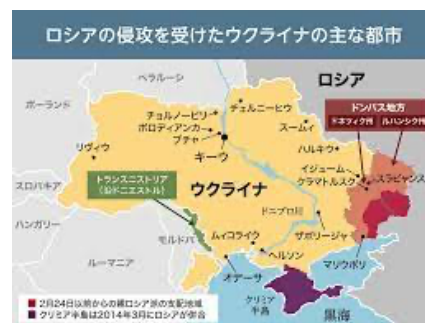 ロシアの侵攻を受けたウクライナの主な都市
ベラルーシ
ロシア
ポーランド
チョルノービリ
チェルニーヒウ
ドンバス地方
ボロディアンカ
スームィ
ドネツィク州
ルハンシク州
ブチャ
リヴィウ
キーウ
ハルキウ
イジューム
スラビャンスク
クラマトルスク
トランスニストリア
(沿ドニエストル)
ウクライナ
スロバキア
ドニプロ川
ハンガリー
モルドバ
ムィコライウ
ザポリージャ
ルーマニア
ヘルソン
マリウポリ
オデーサ
2月24日以前からの親ロシア派の支配地域
クリミア半島は2014年3月にロシアが併合
クリミア
半島
黒海